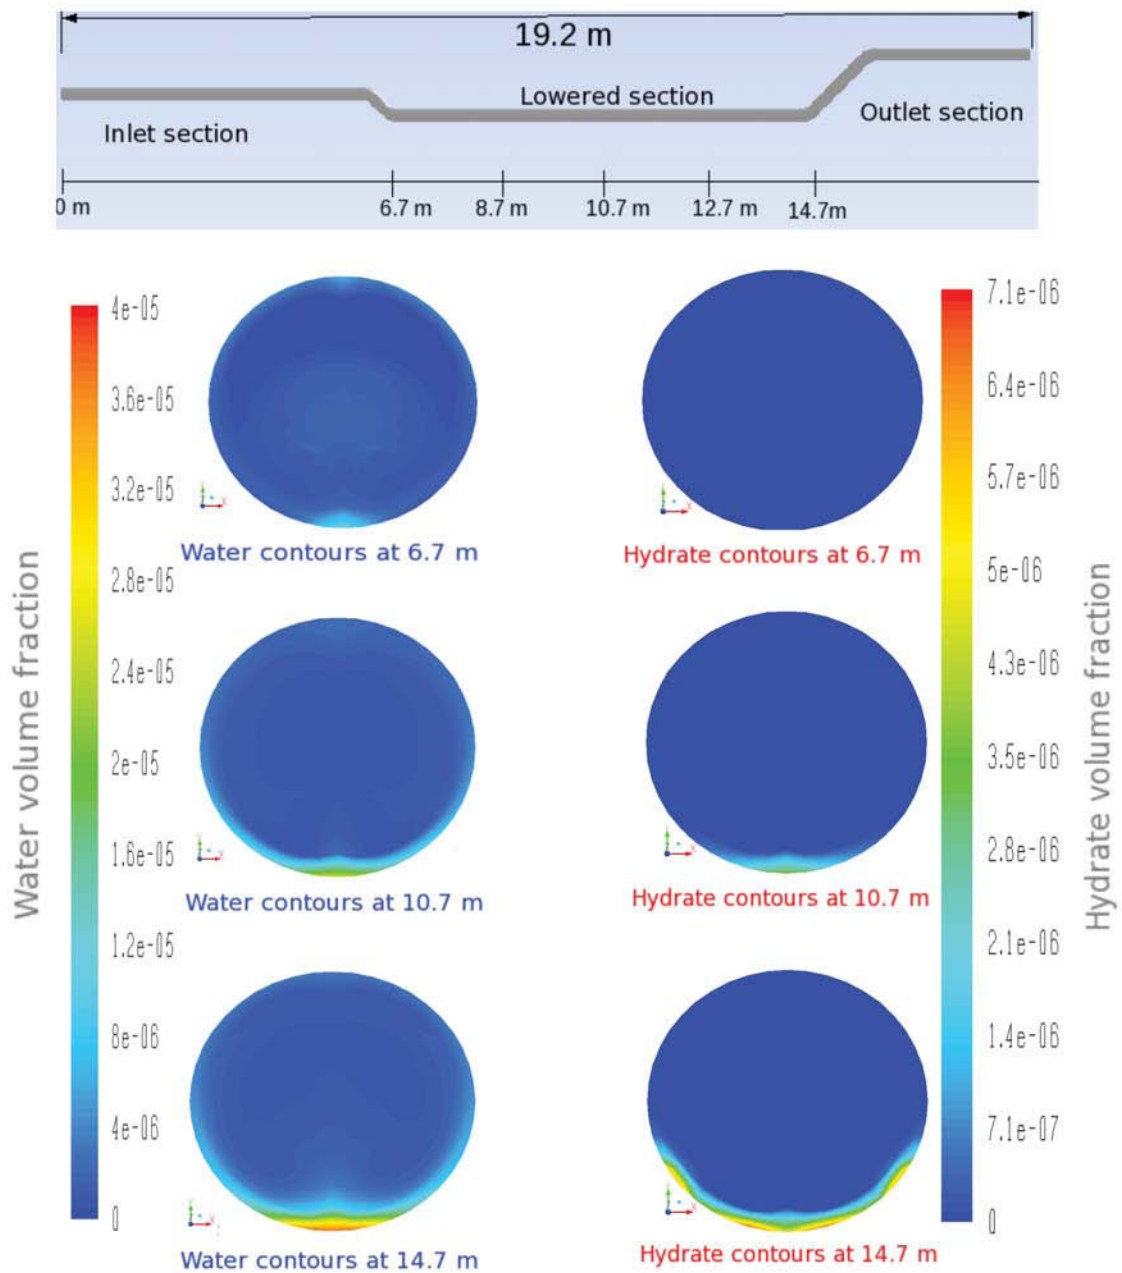 19.2 m
Lowered section
Outlet section
Inlet section
0 m
6.7 m
8.7 m
10.7 m
12.7 m
14.7m
Water volume fraction
4e-05
3.6e-05
3.2e-05
2.8e-05
2.4e-05
2e-05
1.6e-05
1.2e-05
8e-06
4e-06
0
Water contours at 6.7 m
Hydrate contours at 6.7 m
Water contours at 10.7 m
Hydrate contours at 10.7 m
Water contours at 14.7 m
Hydrate contours at 14.7 m
7.1e-06
6.4e-06
5.7e-06
5e-06
4.3e-06
3.5e-06
2.8e-06
2.1e-06
1.4e-06
7.1e-07
0
Hydrate volume fraction